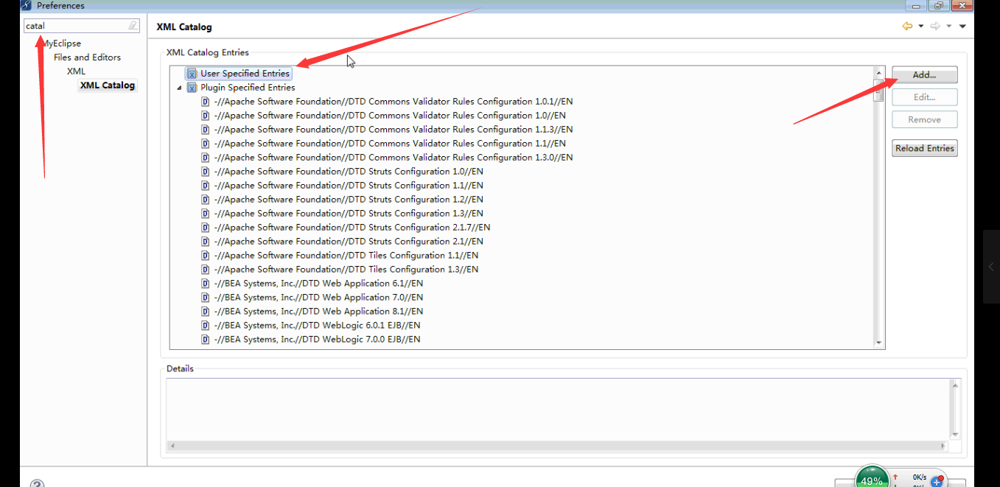 Preferences
catal
MyEclipse
Files and Editors
XML
XML Catalog
XML Catalog
XML Catalog Entries
User Specified Entries
Plugin Specified Entries
-//Apache Software Foundation//DTD Commons Validator Rules Configuration 1.0.1//EN
-//Apache Software Foundation//DTD Commons Validator Rules Configuration 1.0//EN
-//Apache Software Foundation//DTD Commons Validator Rules Configuration 1.1.3//EN
-//Apache Software Foundation//DTD Commons Validator Rules Configuration 1.1//EN
-//Apache Software Foundation//DTD Commons Validator Rules Configuration 1.3.0//EN
-//Apache Software Foundation//DTD Struts Configuration 1.0//EN
-//Apache Software Foundation//DTD Struts Configuration 1.1//EN
-//Apache Software Foundation//DTD Struts Configuration 1.2//EN
-//Apache Software Foundation//DTD Struts Configuration 1.3//EN
-//Apache Software Foundation//DTD Struts Configuration 2.1.7//EN
-//Apache Software Foundation//DTD Struts Configuration 2.1//EN
-//Apache Software Foundation//DTD Tiles Configuration 1.1//EN
-//Apache Software Foundation//DTD Tiles Configuration 1.3//EN
-//BEA Systems, Inc.//DTD Web Application 6.1//EN
-//BEA Systems, Inc.//DTD Web Application 7.0//EN
-//BEA Systems, Inc.//DTD Web Application 8.1//EN
-//BEA Systems, Inc.//DTD WebLogic 6.0.1 EJB//EN
-//BEA Systems, Inc.//DTD WebLogic 7.0.0 EJB//EN
Add...
Edit...
Remove
Reload Entries
Details
49%
0K/s